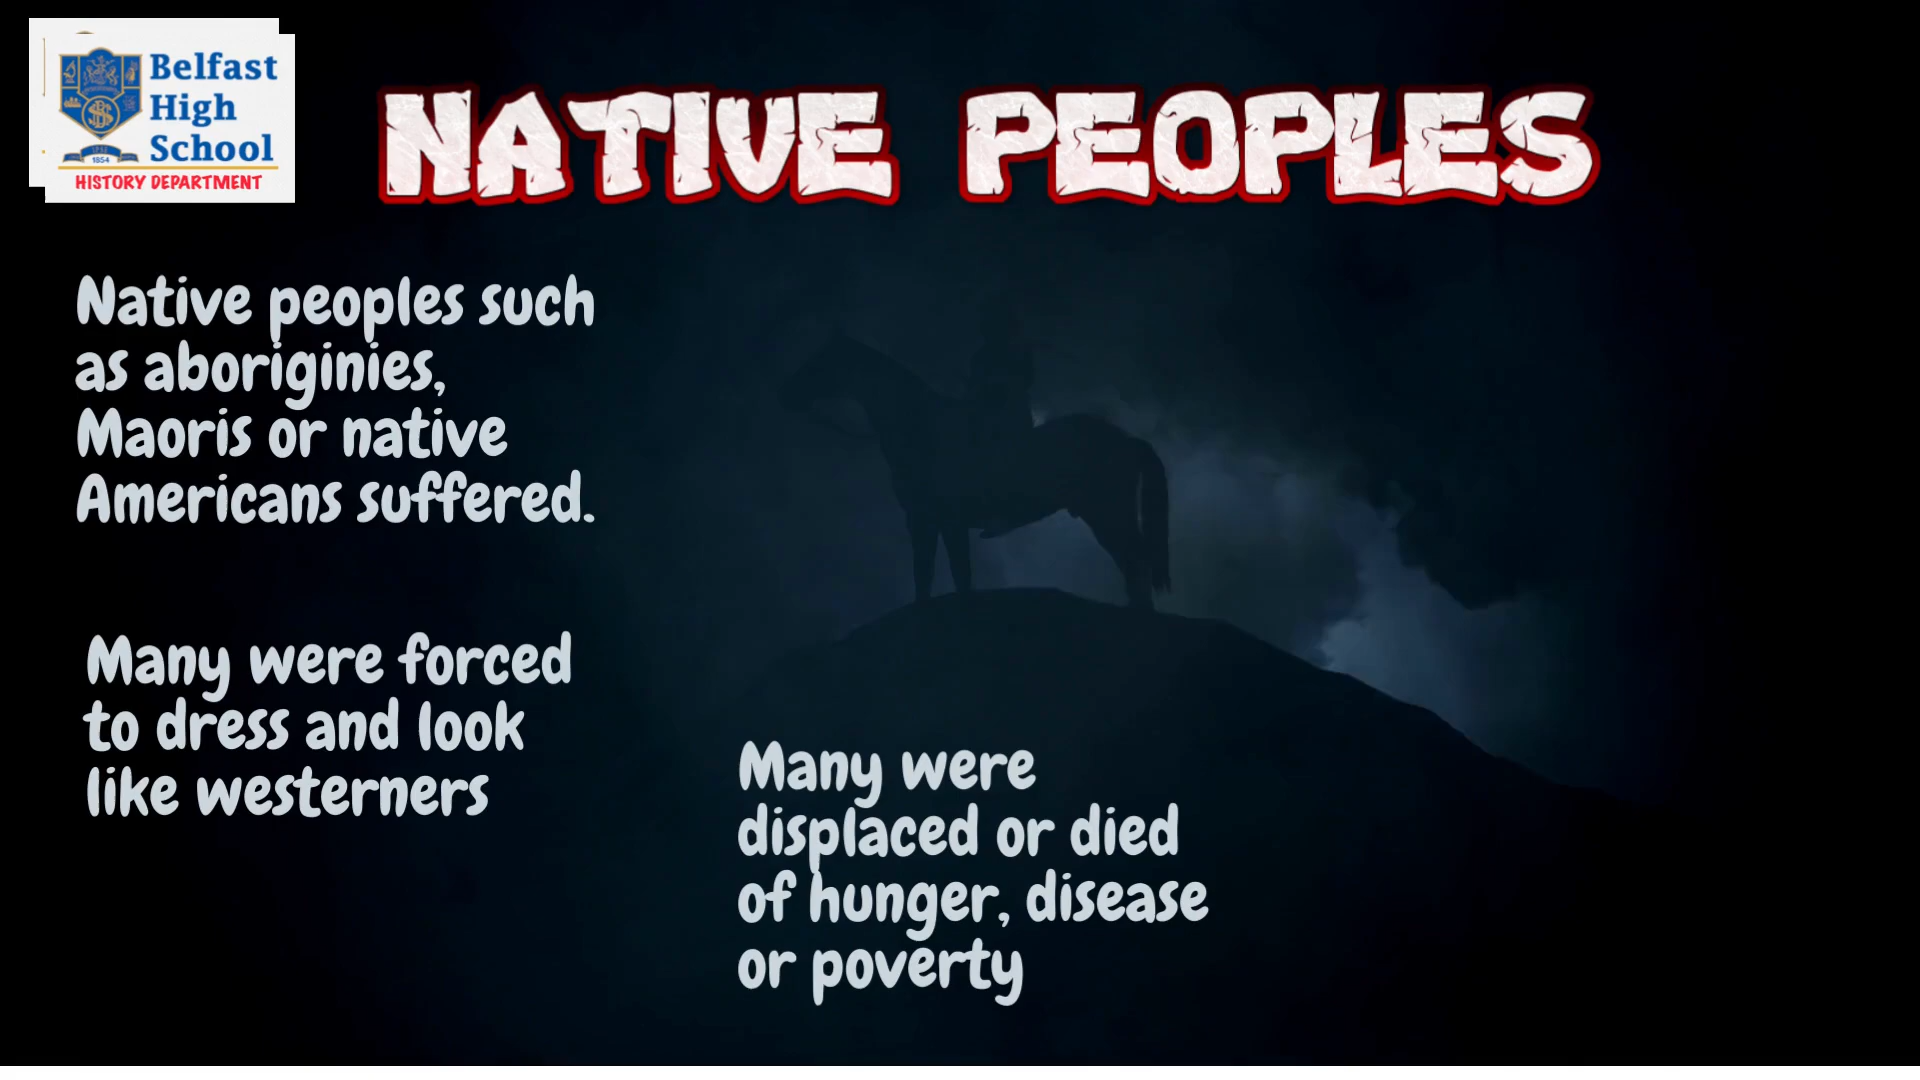 Belfast
High
School
1854
HISTORY DEPARTMENT
NATIVE PEOPLES
Native peoples such
as aboriginies,
Maoris or native
Americans suffered.
Many were forced
to dress and look
like westerners
Many were
displaced or died
of hunger, disease
or poverty